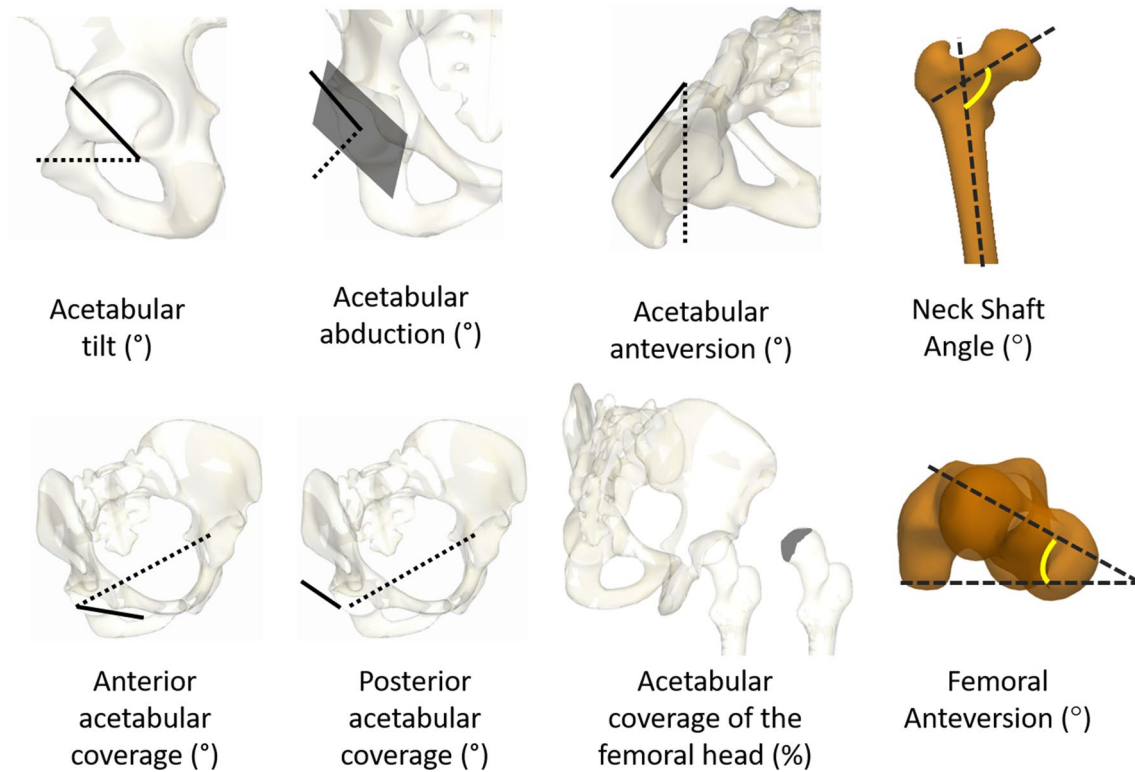 Acetabular
tilt (°)
Acetabular
abduction (°)
Acetabular
anteversion (°)
Neck Shaft
Angle (°)
Anterior
acetabular
coverage (°)
Posterior
acetabular
coverage (°)
Acetabular
coverage of the
femoral head (%)
Femoral
Anteversion (°)